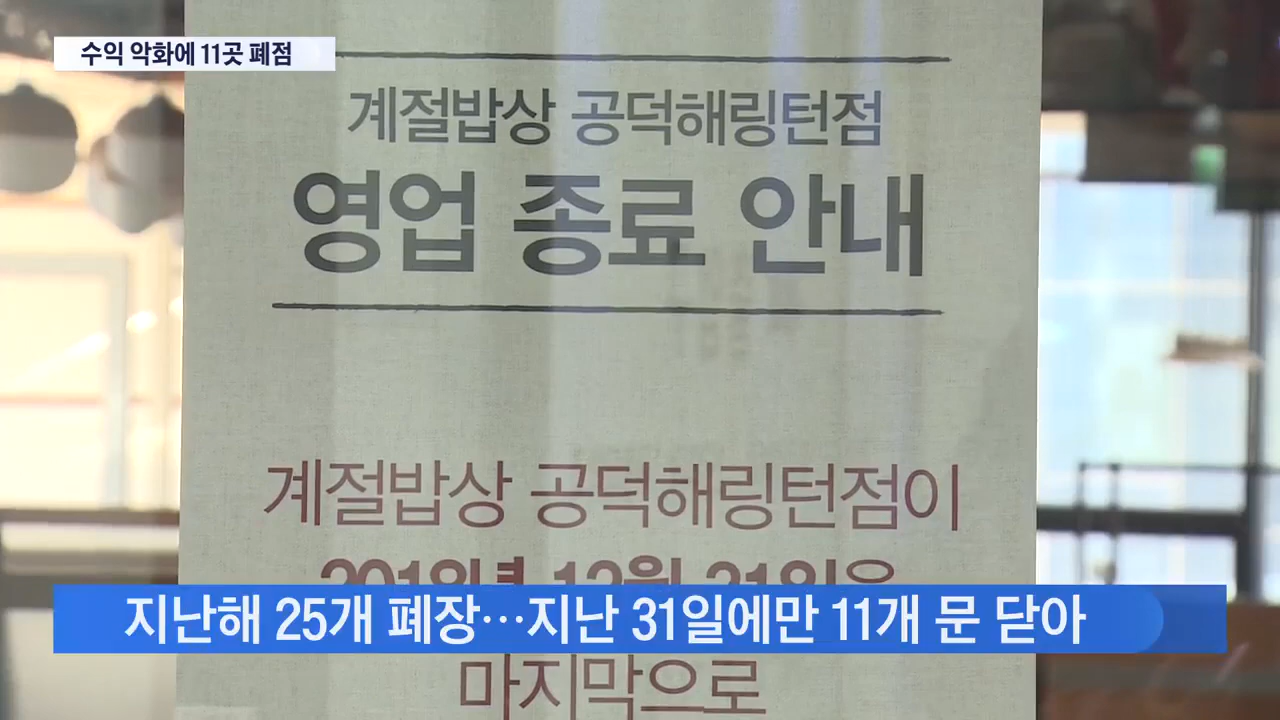 수익 악화에 11곳 폐점
계절밥상 공덕해링턴점
영업 종료 안내
계절밥상 공덕해링턴점이
지난해 25개 폐장…지난 31일에만 11개 문 닫아
마지막으로